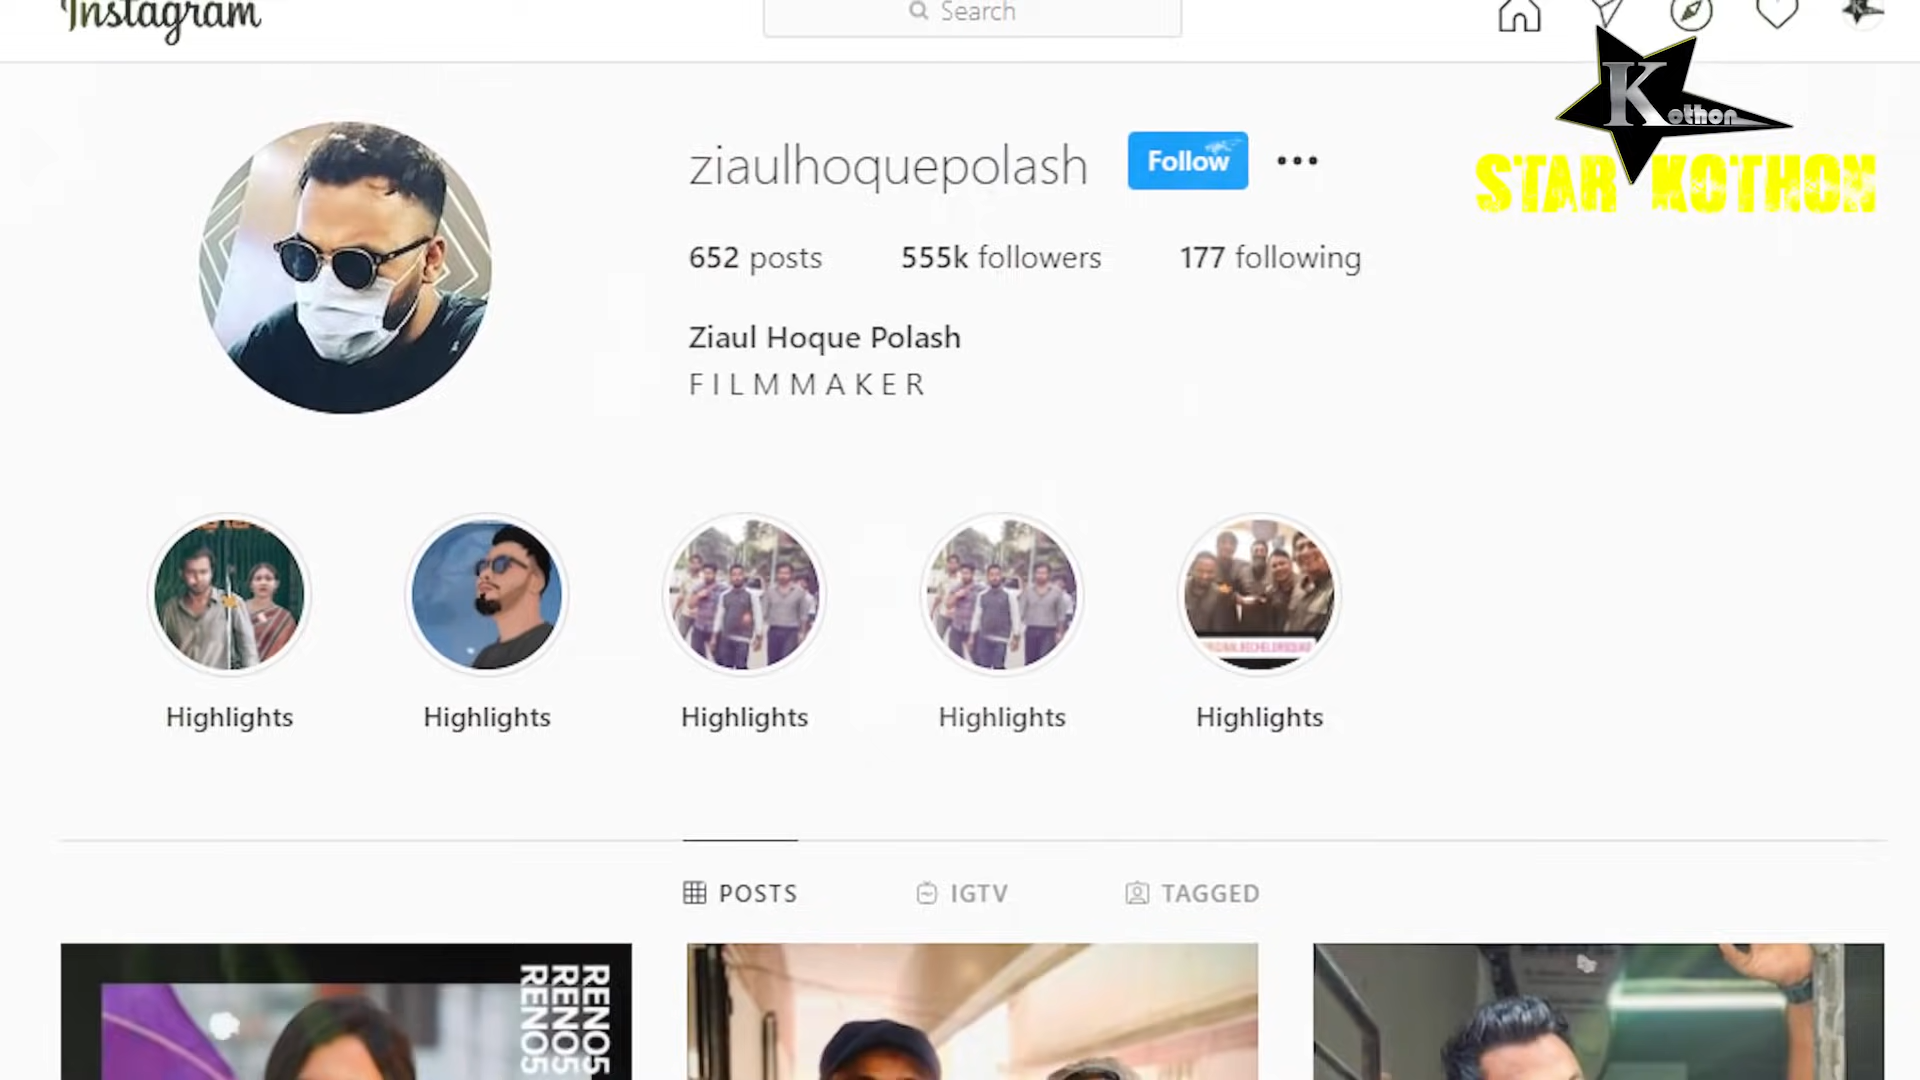 Instagram
Search
Kothon
STAR KOTHON
ziaulhoquepolash
Follow
652 posts
555k followers
177 following
Ziaul Hoque Polash
FILMMAKER
Highlights
Highlights
Highlights
Highlights
Highlights
POSTS
IGTV
TAGGED
RENO5
RENO5
RENO5